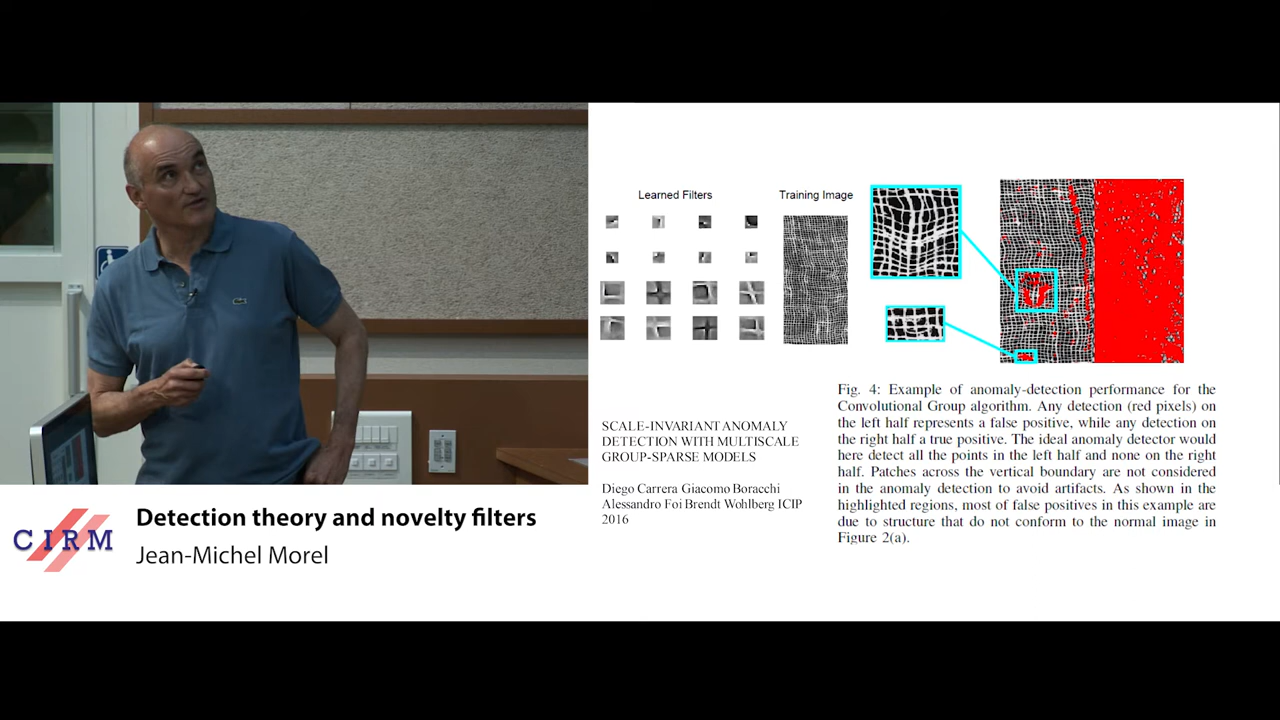 Learned Filters
Training Image
SCALE-INVARIANT ANOMALY
DETECTION WITH MULTISCALE
GROUP-SPARSE MODELS
Diego Carrera Giacomo Boracchi
Alessandro Foi Brendt Wohlberg ICIP
2016
Fig. 4: Example of anomaly-detection performance for the
Convolutional Group algorithm. Any detection (red pixels) on
the left half represents a false positive, while any detection on
the right half a true positive. The ideal anomaly detector would
here detect all the points in the left half and none on the right
half. Patches across the vertical boundary are not considered
in the anomaly detection to avoid artifacts. As shown in the
highlighted regions, most of false positives in this example are
due to structure that do not conform to the normal image in
Figure 2(a).
CIRM
Detection theory and novelty filters
Jean-Michel Morel